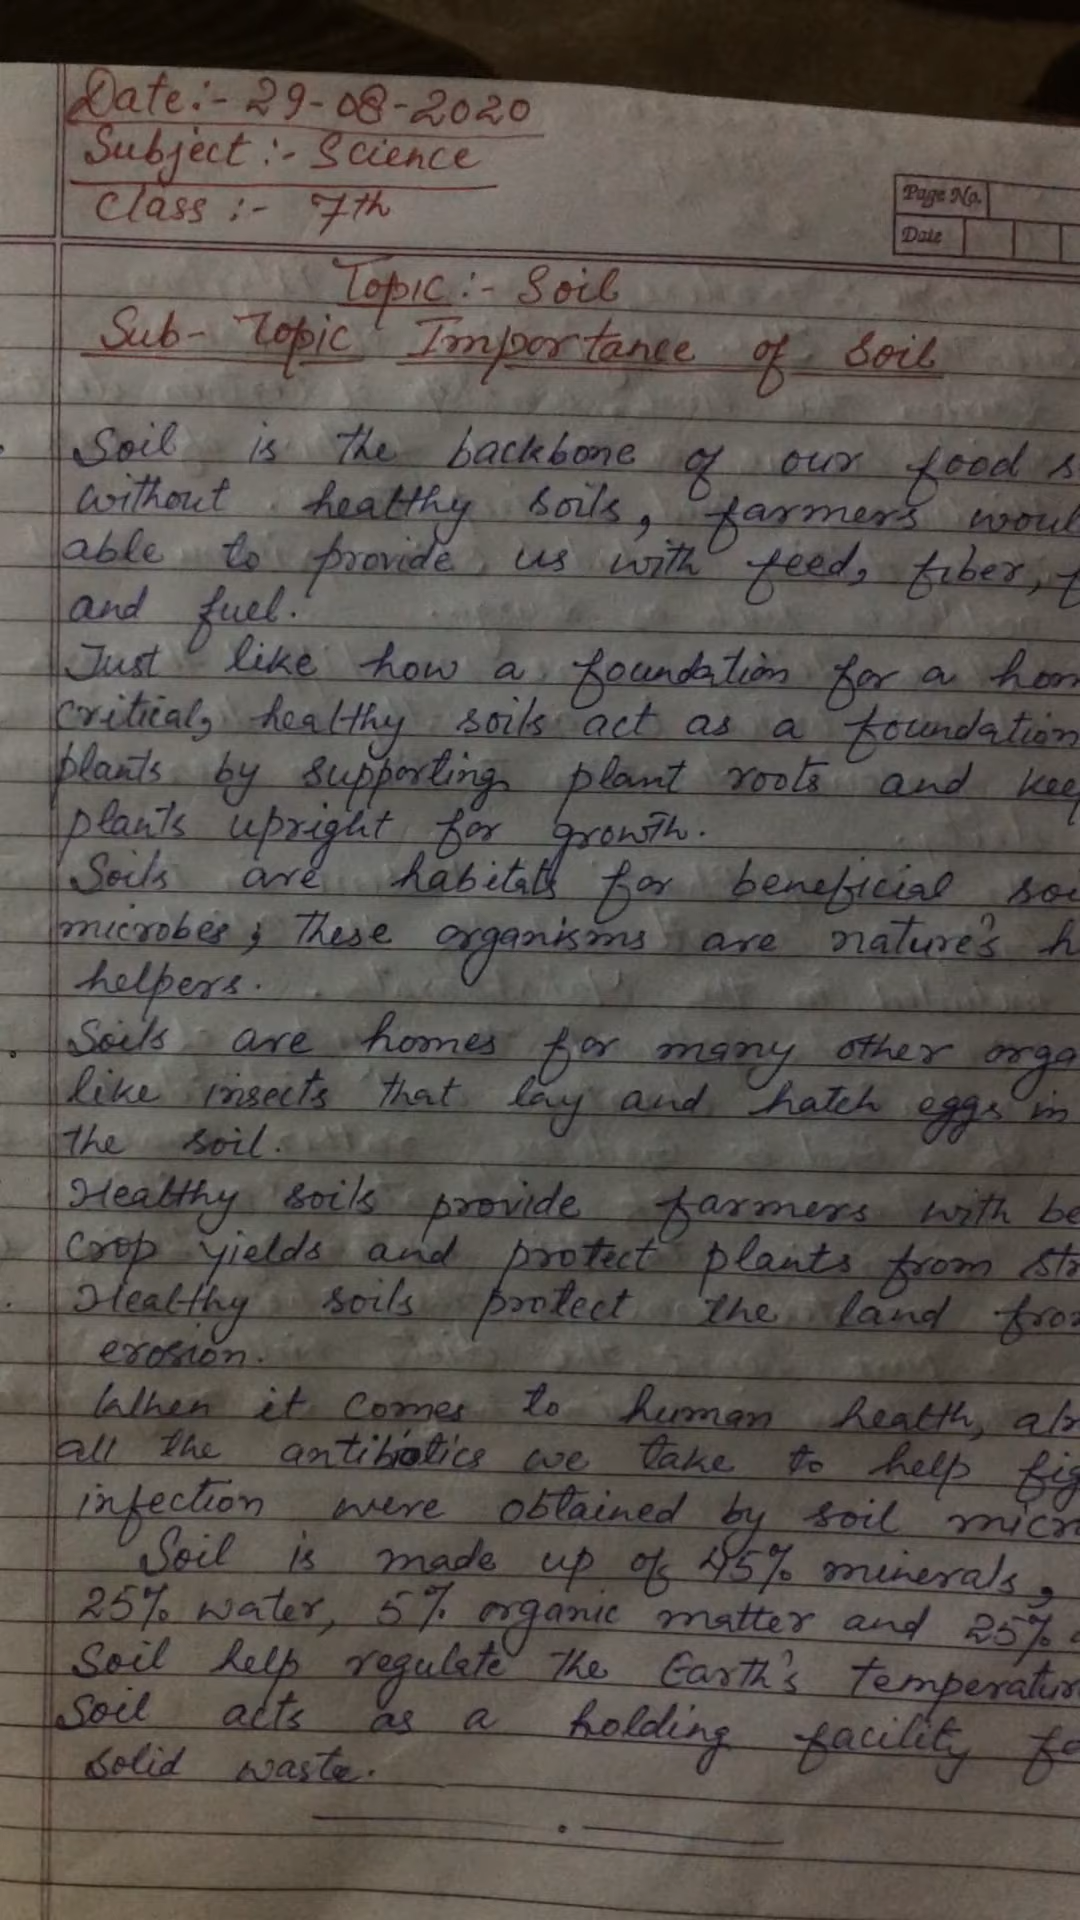 Date:- 29-08-2020
Subject:- Science
Class:- 7th
Page No.
Date
Topic:- Soil
Sub-Topic Importance of Soil
Soil is the backbone of our food
without healthy soils, farmers
able to provide us with feed, fiber,
and fuel.
Just like how a foundation for a
critical, healthy soils act as a foundation
plants by supporting plant roots and
plants upright for growth.
Soils are habitats for beneficial
microbes; these organisms are nature's
helpers.
Soils are homes for many other
like insects that lay and hatch eggs in
the soil.
Healthy soils provide farmers with
crop yields and protect plants from
Healthy soils protect the land
erosion.
When it comes to human health,
all the antibiotics we take to help
infection were obtained by soil
Soil is made up of 45% minerals,
25% water, 5% organic matter and 25%
Soil help regulate the Earth's
Soil acts as a holding facility
solid waste.